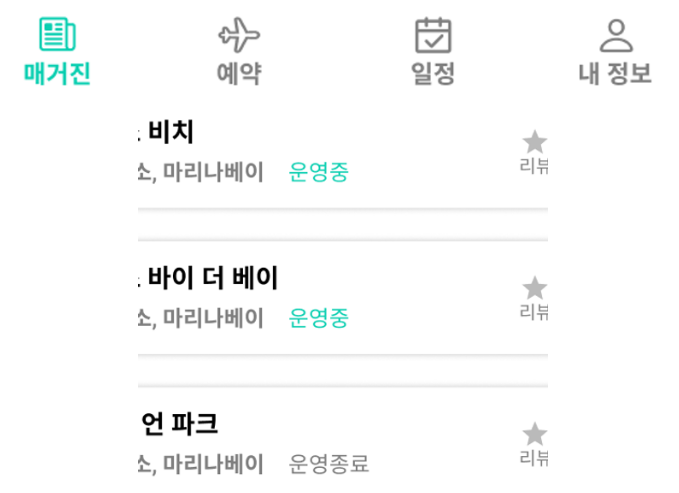 매거진 예약 일정 내 정보
비치
소, 마리나베이 운영중
리뷰
바이 더 베이
소, 마리나베이 운영중
리뷰
언 파크
소, 마리나베이 운영종료
리뷰